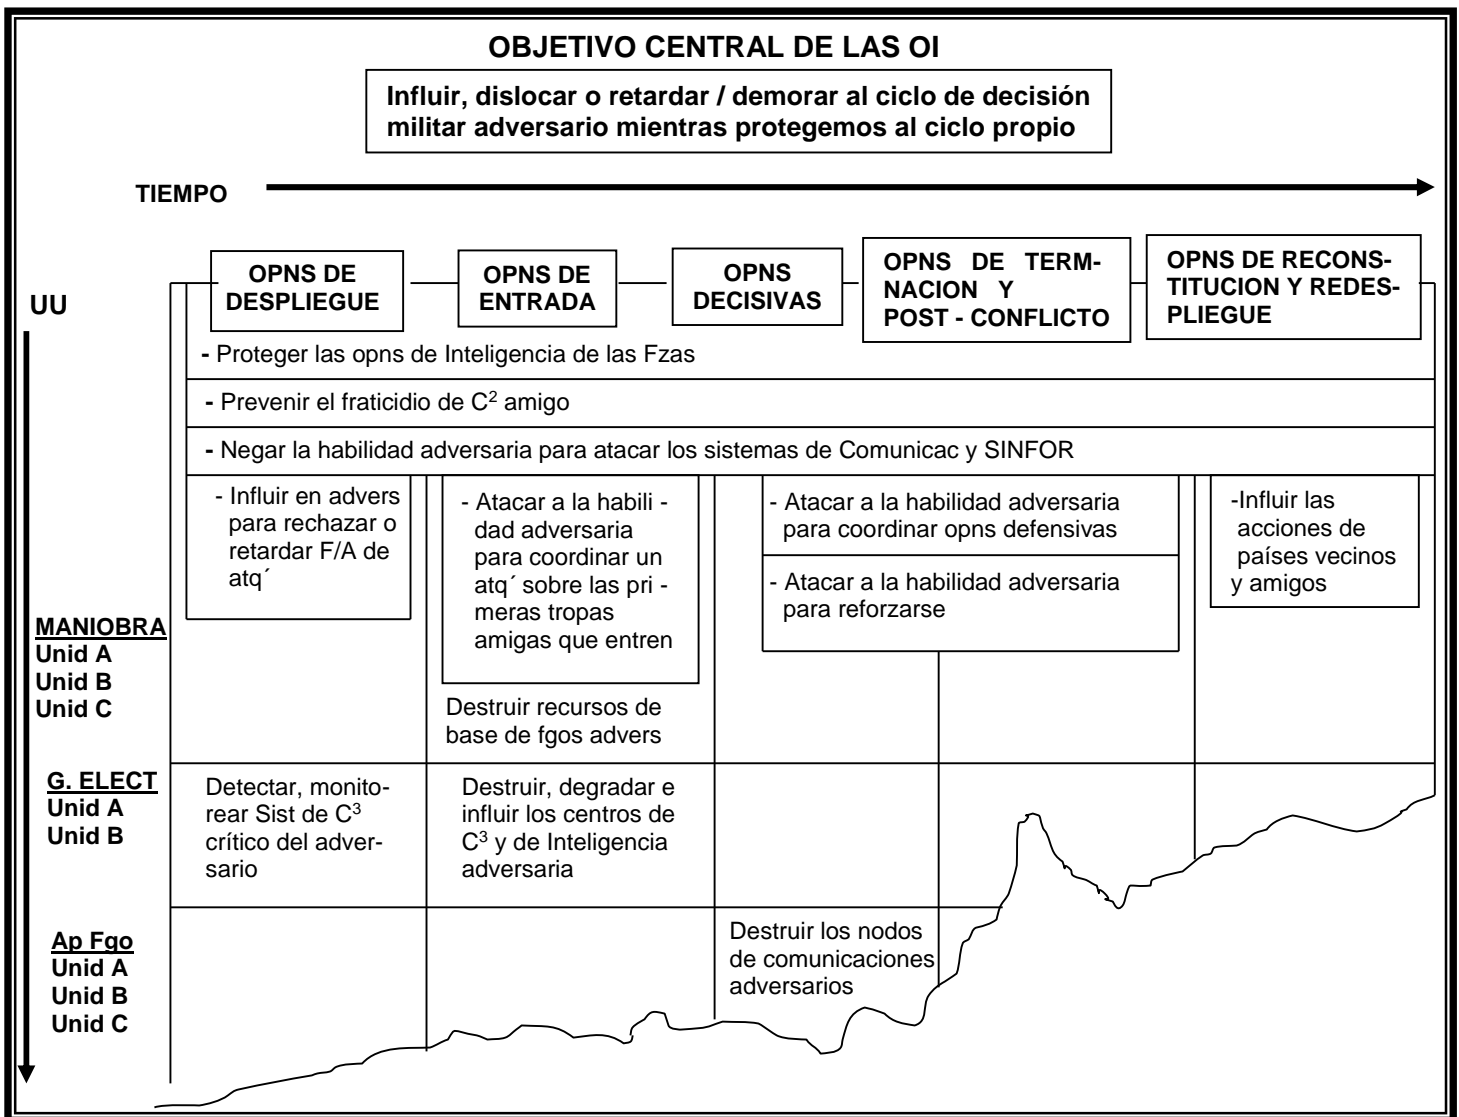 OBJETIVO CENTRAL DE LAS OI
Influir, dislocar o retardar / demorar al ciclo de decisión
militar adversario mientras protegemos al ciclo propio
TIEMPO
UU
OPNS DE
DESPLIEGUE
OPNS DE
ENTRADA
OPNS
DECISIVAS
OPNS DE TERM-
NACION Y
POST - CONFLICTO
OPNS DE RECONS-
TITUCION Y REDES-
PLIEGUE
- Proteger las opns de Inteligencia de las Fzas
- Prevenir el fraticidio de C² amigo
- Negar la habilidad adversaria para atacar los sistemas de Comunicac y SINFOR
- Influir en advers
para rechazar o
retardar F/A de
atq´
- Atacar a la habili -
dad adversaria
para coordinar un
atq´ sobre las pri -
meras tropas
amigas que entren
- Atacar a la habilidad adversaria
para coordinar opns defensivas
- Atacar a la habilidad adversaria
para reforzarse
-Influir las
acciones de
países vecinos
y amigos
MANIOBRA
Unid A
Unid B
Unid C
Destruir recursos de
base de fgos advers
G. ELECT
Unid A
Unid B
Detectar, monito-
rear Sist de C³
crítico del adver-
sario
Destruir, degradar e
influir los centros de
C³ y de Inteligencia
adversaria
Ap Fgo
Unid A
Unid B
Unid C
Destruir los nodos
de comunicaciones
adversarios